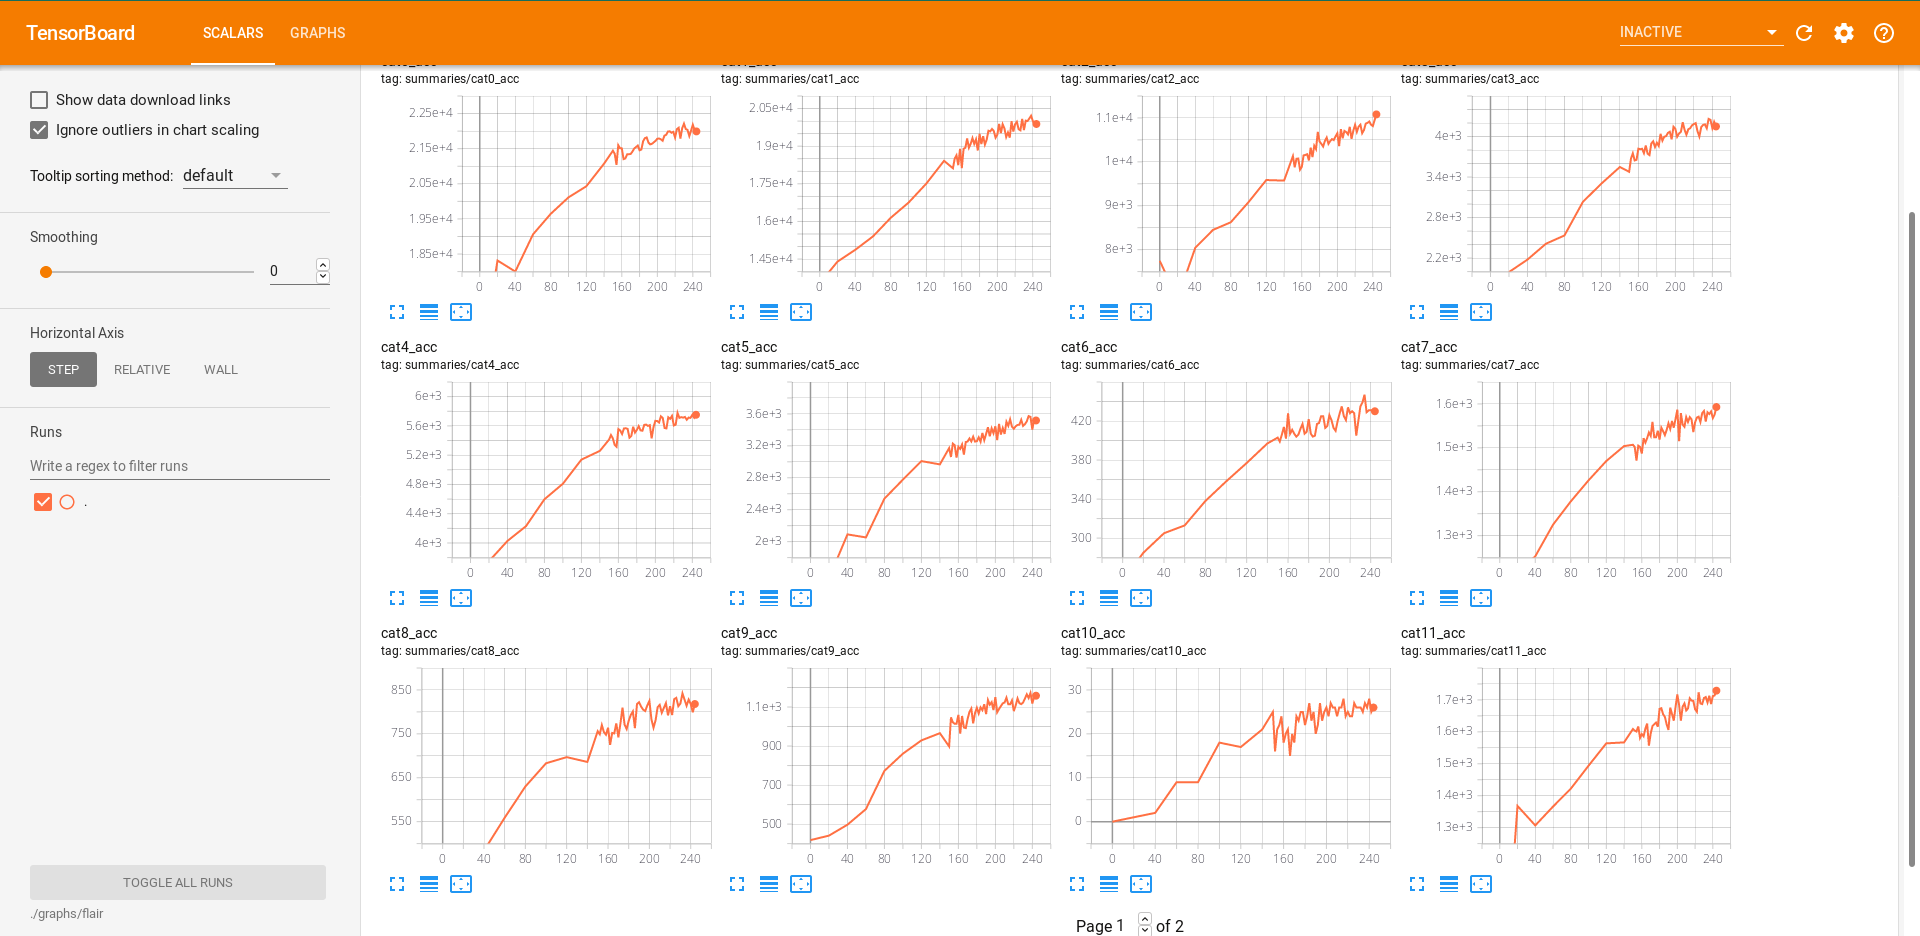 TensorBoard SCALARS GRAPHS INACTIVE
Show data download links
Ignore outliers in chart scaling
Tooltip sorting method: default
Smoothing
0
Horizontal Axis
STEP RELATIVE WALL
Runs
Write a regex to filter runs
.
TOGGLE ALL RUNS
./graphs/flair
tag: summaries/cat0_acc
2.25e+4
2.15e+4
2.05e+4
1.95e+4
1.85e+4
0 40 80 120 160 200 240
tag: summaries/cat1_acc
2.05e+4
1.9e+4
1.75e+4
1.6e+4
1.45e+4
0 40 80 120 160 200 240
tag: summaries/cat2_acc
1.1e+4
1e+4
9e+3
8e+3
0 40 80 120 160 200 240
tag: summaries/cat3_acc
4e+3
3.4e+3
2.8e+3
2.2e+3
0 40 80 120 160 200 240
cat4_acc
tag: summaries/cat4_acc
6e+3
5.6e+3
5.2e+3
4.8e+3
4.4e+3
4e+3
0 40 80 120 160 200 240
cat5_acc
tag: summaries/cat5_acc
3.6e+3
3.2e+3
2.8e+3
2.4e+3
2e+3
0 40 80 120 160 200 240
cat6_acc
tag: summaries/cat6_acc
420
380
340
300
0 40 80 120 160 200 240
cat7_acc
tag: summaries/cat7_acc
1.6e+3
1.5e+3
1.4e+3
1.3e+3
0 40 80 120 160 200 240
cat8_acc
tag: summaries/cat8_acc
850
750
650
550
0 40 80 120 160 200 240
cat9_acc
tag: summaries/cat9_acc
1.1e+3
900
700
500
0 40 80 120 160 200 240
cat10_acc
tag: summaries/cat10_acc
30
20
10
0
0 40 80 120 160 200 240
cat11_acc
tag: summaries/cat11_acc
1.7e+3
1.6e+3
1.5e+3
1.4e+3
1.3e+3
0 40 80 120 160 200 240
Page 1 of 2